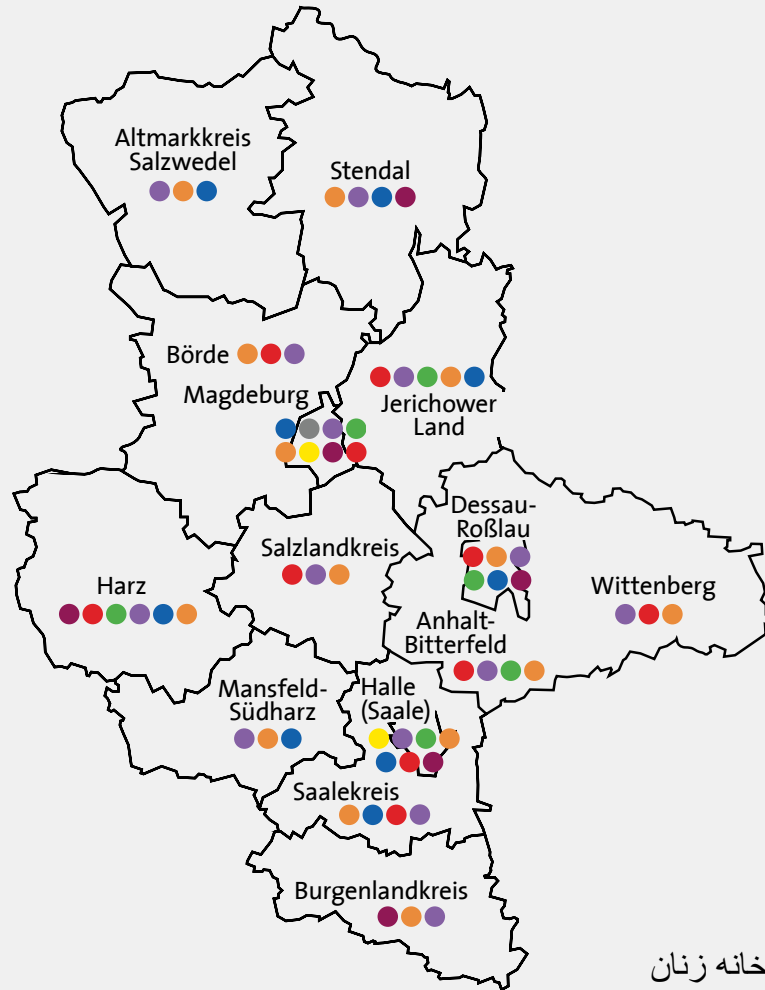 Altmarkkreis
Salzwedel
Stendal
Börde
Magdeburg
Jerichower
Land
Dessau-
Roßlau
Salzlandkreis
Harz
Wittenberg
Anhalt-
Bitterfeld
Mansfeld-
Südharz
Halle
(Saale)
Saalekreis
Burgenlandkreis
خانه زنان